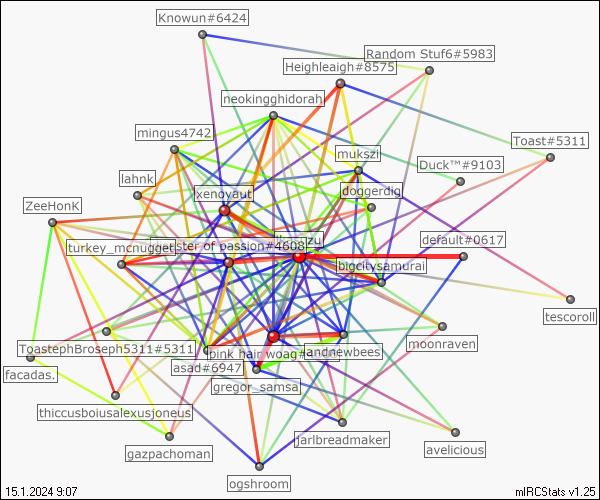 Knowun#6424
Random Stuf6#5983
Heighleaigh#8575
neokingghidorah
mingus4742
Toast#5311
mukszi
Duck™#9103
lahnk
doggerdig
xenoyaut
ZeeHonK
default#0617
turkey_mcnugget
ster of passion#4608
bigcitysamurai
tescoroll
moonraven
ToastephBroseph5311#5311
pink hair woag
andnewbees
facadas.
asad#6947
gregor_samsa
thiccusboiusalexusjoneus
jarlbreadmaker
avelicious
gazpachoman
ogshroom
15.1.2024 9:07
mIRCStats v1.25